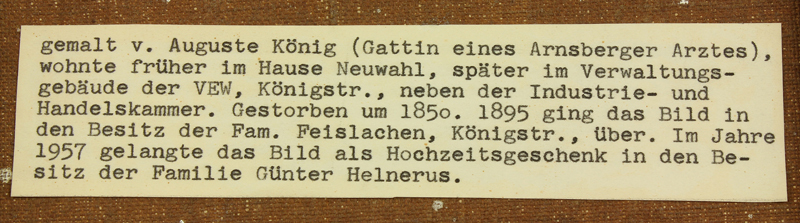 gemalt v. Auguste König (Gattin eines Arnsberger Arztes),
wohnte früher im Hause Neuwahl, später im Verwaltungs-
gebäude der VEW, Königstr., neben der Industrie- und
Handelskammer. Gestorben um 1850. 1895 ging das Bild in
den Besitz der Fam. Feislachen, Königstr., über. Im Jahre
1957 gelangte das Bild als Hochzeitsgeschenk in den Be-
sitz der Familie Günter Helnerus.